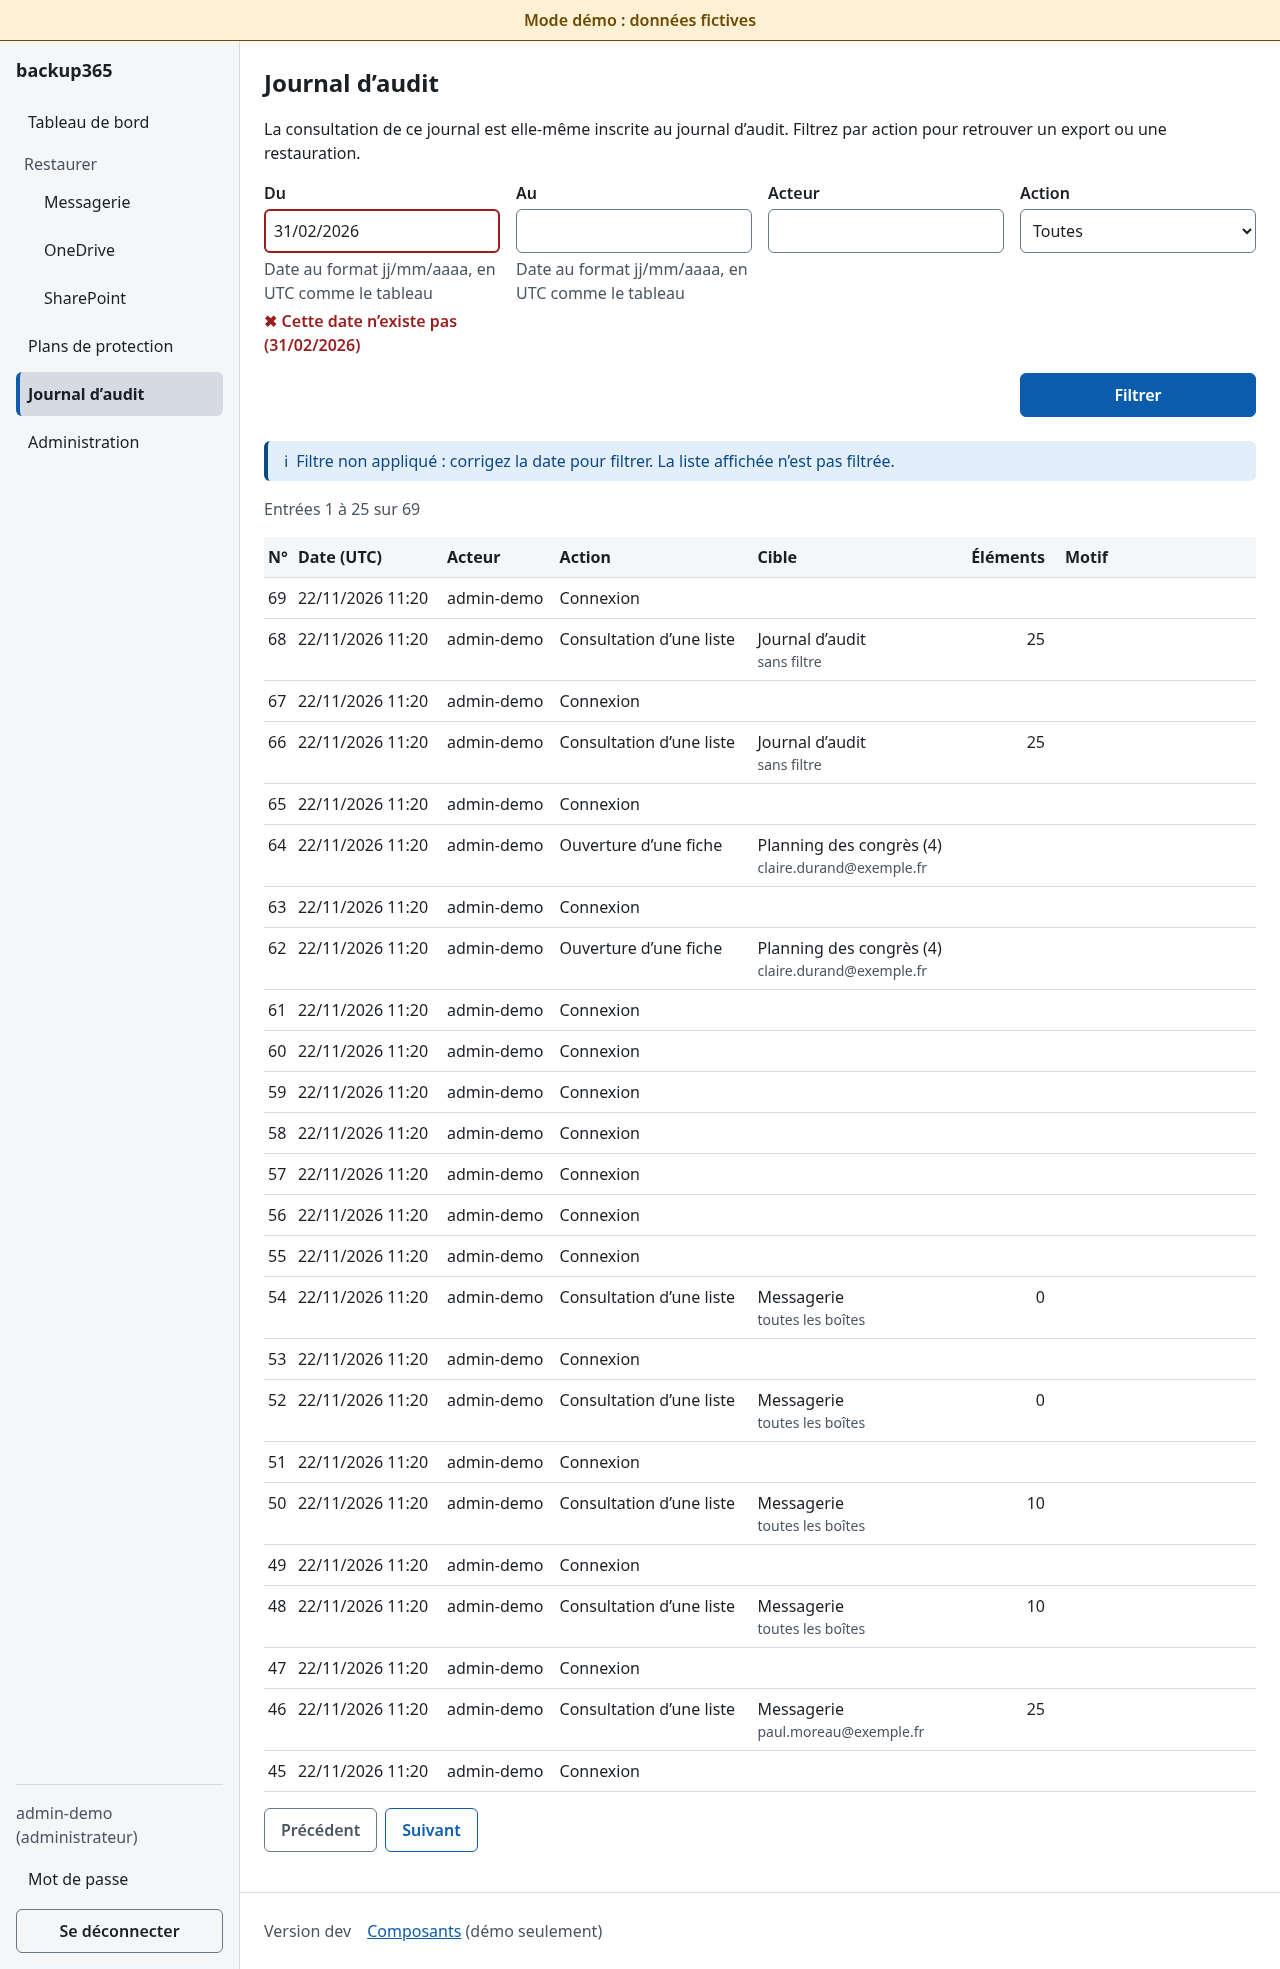 Mode démo : données fictives
backup365
Tableau de bord
Restaurer
Messagerie
OneDrive
SharePoint
Plans de protection
Journal d’audit
Administration
admin-demo
(administrateur)
Mot de passe
Se déconnecter
Journal d’audit
La consultation de ce journal est elle-même inscrite au journal d’audit. Filtrez par action pour retrouver un export ou une
restauration.
Du
31/02/2026
Date au format jj/mm/aaaa, en
UTC comme le tableau
✖ Cette date n’existe pas
(31/02/2026)
Au
Date au format jj/mm/aaaa, en
UTC comme le tableau
Acteur
Action
Toutes
Filtrer
i Filtre non appliqué : corrigez la date pour filtrer. La liste affichée n’est pas filtrée.
Entrées 1 à 25 sur 69
Nº Date (UTC) Acteur Action Cible Éléments Motif
69 22/11/2026 11:20 admin-demo Connexion
68 22/11/2026 11:20 admin-demo Consultation d’une liste Journal d’audit 25
sans filtre
67 22/11/2026 11:20 admin-demo Connexion
66 22/11/2026 11:20 admin-demo Consultation d’une liste Journal d’audit 25
sans filtre
65 22/11/2026 11:20 admin-demo Connexion
64 22/11/2026 11:20 admin-demo Ouverture d’une fiche Planning des congrès (4)
claire.durand@exemple.fr
63 22/11/2026 11:20 admin-demo Connexion
62 22/11/2026 11:20 admin-demo Ouverture d’une fiche Planning des congrès (4)
claire.durand@exemple.fr
61 22/11/2026 11:20 admin-demo Connexion
60 22/11/2026 11:20 admin-demo Connexion
59 22/11/2026 11:20 admin-demo Connexion
58 22/11/2026 11:20 admin-demo Connexion
57 22/11/2026 11:20 admin-demo Connexion
56 22/11/2026 11:20 admin-demo Connexion
55 22/11/2026 11:20 admin-demo Connexion
54 22/11/2026 11:20 admin-demo Consultation d’une liste Messagerie 0
toutes les boîtes
53 22/11/2026 11:20 admin-demo Connexion
52 22/11/2026 11:20 admin-demo Consultation d’une liste Messagerie 0
toutes les boîtes
51 22/11/2026 11:20 admin-demo Connexion
50 22/11/2026 11:20 admin-demo Consultation d’une liste Messagerie 10
toutes les boîtes
49 22/11/2026 11:20 admin-demo Connexion
48 22/11/2026 11:20 admin-demo Consultation d’une liste Messagerie 10
toutes les boîtes
47 22/11/2026 11:20 admin-demo Connexion
46 22/11/2026 11:20 admin-demo Consultation d’une liste Messagerie 25
paul.moreau@exemple.fr
45 22/11/2026 11:20 admin-demo Connexion
Précédent Suivant
Version dev Composants (démo seulement)